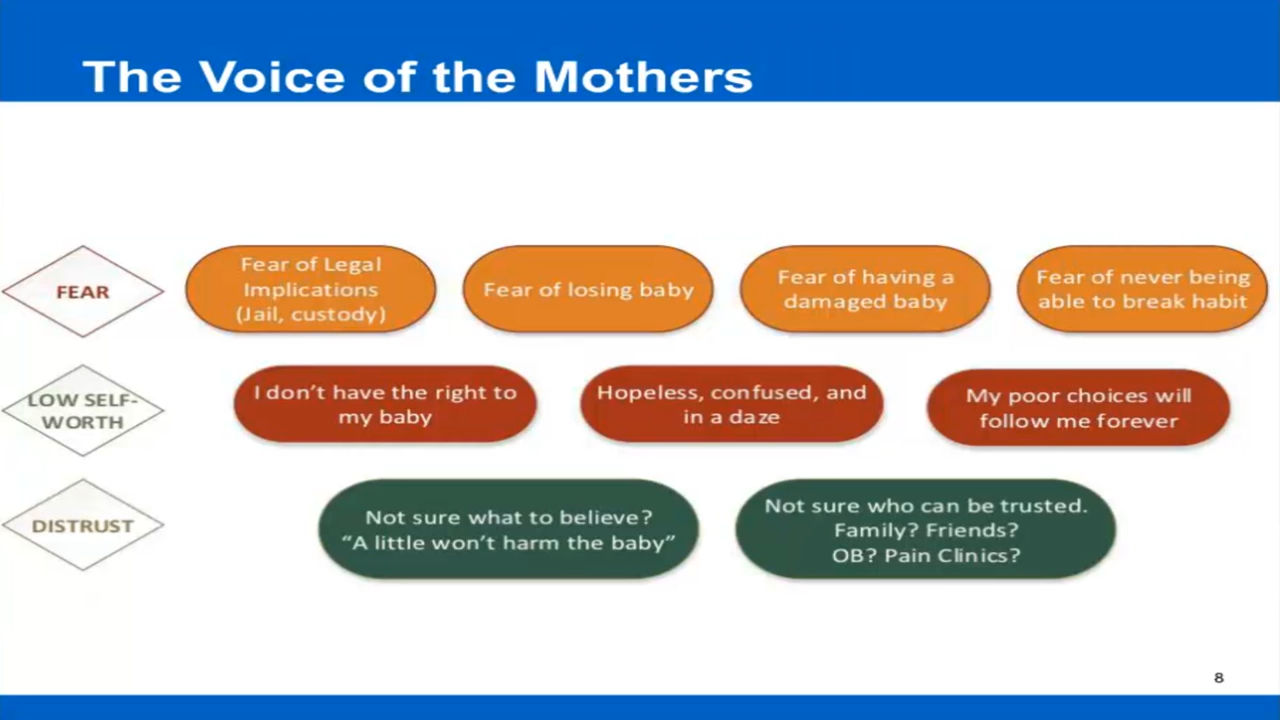 The Voice of the Mothers
FEAR
Fear of Legal
Implications
(Jail, custody)
Fear of losing baby
Fear of having a
damaged baby
Fear of never being
able to break habit
LOW SELF-
WORTH
I don’t have the right to
my baby
Hopeless, confused, and
in a daze
My poor choices will
follow me forever
DISTRUST
Not sure what to believe?
“A little won’t harm the baby”
Not sure who can be trusted.
Family? Friends?
OB? Pain Clinics?
8